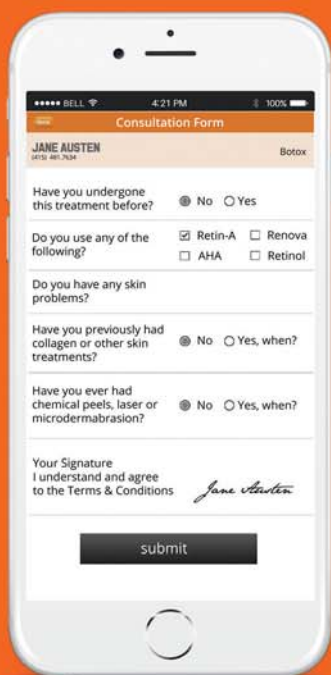 BELL 4:21 PM 100%
Consultation Form
JANE AUSTEN
Botox
Have you undergone
this treatment before?
No Yes
Do you use any of the
following?
Retin-A Renova
AHA Retinol
Do you have any skin
problems?
Have you previously had
collagen or other skin
treatments?
No Yes, when?
Have you ever had
chemical peels, laser or
microdermabrasion?
No Yes, when?
Your Signature
I understand and agree
to the Terms & Conditions
Jane Austen
submit